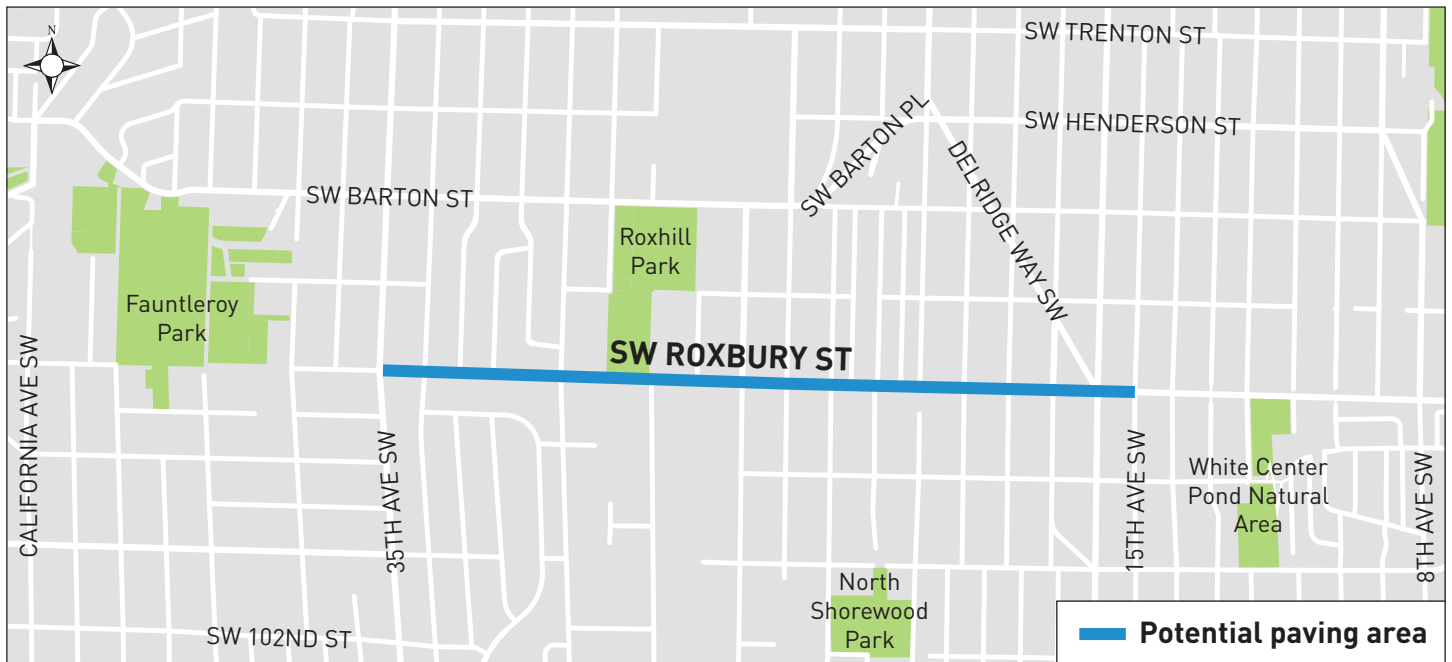 N
SW TRENTON ST
SW HENDERSON ST
SW BARTON PL
DELRIDGE WAY SW
SW BARTON ST
Roxhill
Park
Fauntleroy
Park
SW ROXBURY ST
CALIFORNIA AVE SW
35TH AVE SW
15TH AVE SW
White Center
Pond Natural
Area
8TH AVE SW
North
Shorewood
Park
SW 102ND ST
Potential paving area